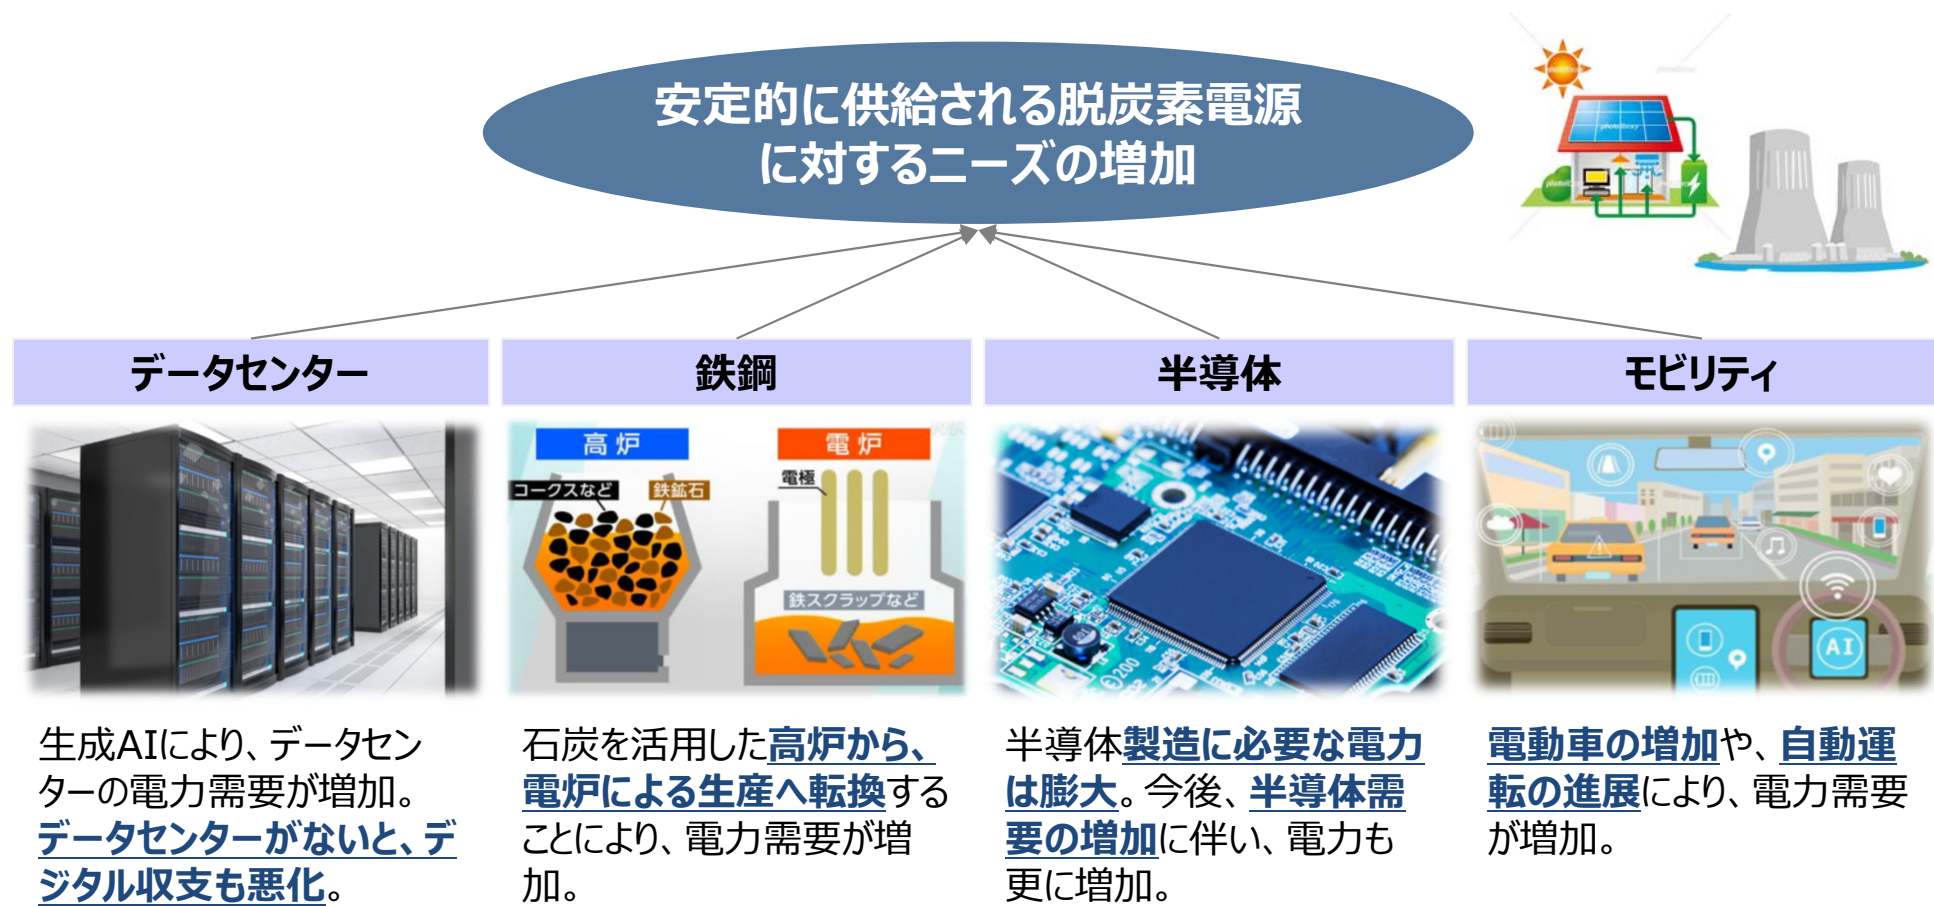 安定的に供給される脱炭素電源
に対するニーズの増加
データセンター
鉄鋼
半導体
モビリティ
高炉
電炉
コークスなど
鉄鉱石
電極
鉄スクラップなど
AI
生成AIにより、データセン
ターの電力需要が増加。
データセンターがないと、デ
ジタル収支も悪化。
石炭を活用した高炉から、
電炉による生産へ転換する
ことにより、電力需要が増
加。
半導体製造に必要な電力
は膨大。今後、半導体需
要の増加に伴い、電力も
更に増加。
電動車の増加や、自動運
転の進展により、電力需要
が増加。